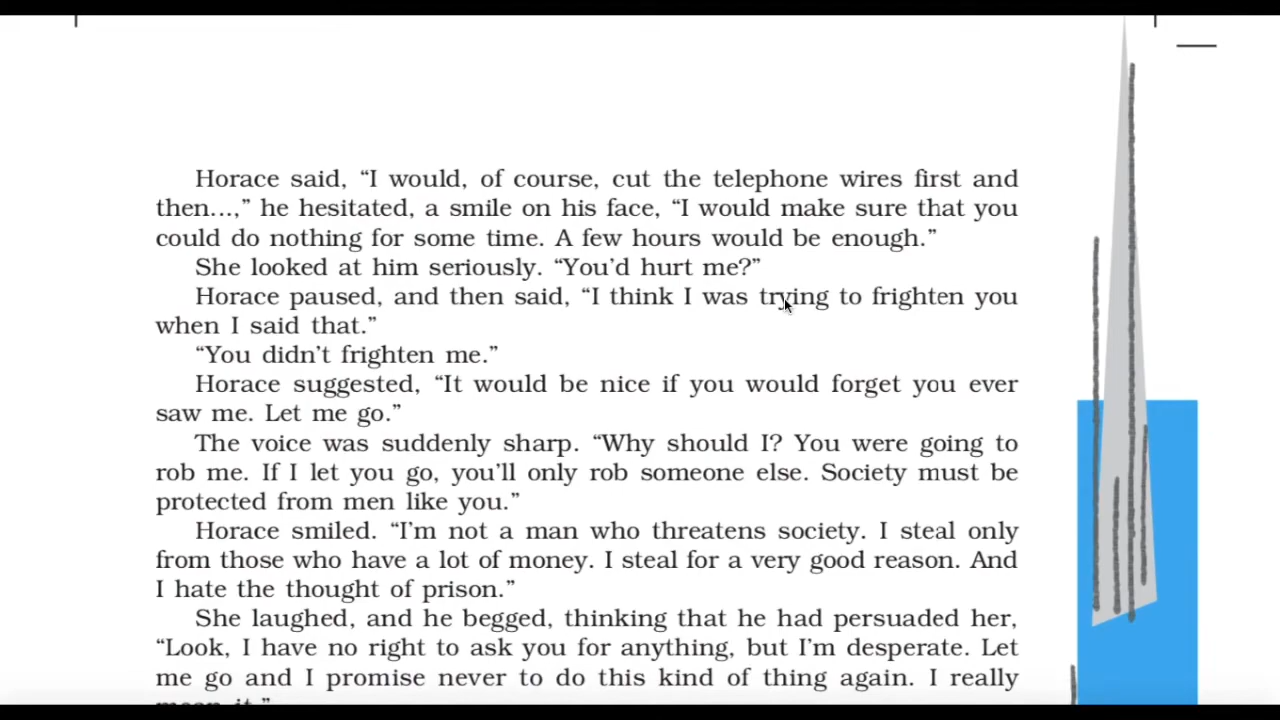 Horace said, “I would, of course, cut the telephone wires first and
then...,” he hesitated, a smile on his face, “I would make sure that you
could do nothing for some time. A few hours would be enough.”
She looked at him seriously. “You’d hurt me?”
Horace paused, and then said, “I think I was trying to frighten you
when I said that.”
“You didn’t frighten me.”
Horace suggested, “It would be nice if you would forget you ever
saw me. Let me go.”
The voice was suddenly sharp. “Why should I? You were going to
rob me. If I let you go, you’ll only rob someone else. Society must be
protected from men like you.”
Horace smiled. “I’m not a man who threatens society. I steal only
from those who have a lot of money. I steal for a very good reason. And
I hate the thought of prison.”
She laughed, and he begged, thinking that he had persuaded her,
“Look, I have no right to ask you for anything, but I’m desperate. Let
me go and I promise never to do this kind of thing again. I really